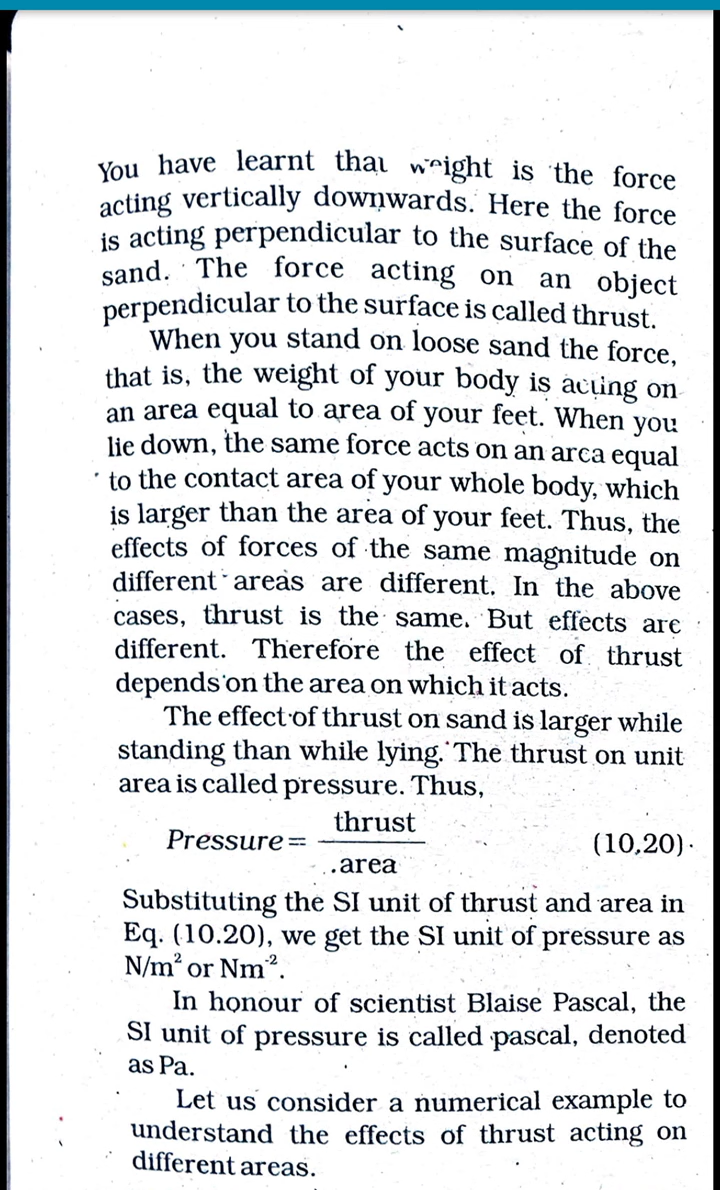 You have learnt that weight is the force
acting vertically downwards. Here the force
is acting perpendicular to the surface of the
sand. The force acting on an object
perpendicular to the surface is called thrust.
When you stand on loose sand the force,
that is, the weight of your body is acting on
an area equal to area of your feet. When you
lie down, the same force acts on an area equal
to the contact area of your whole body, which
is larger than the area of your feet. Thus, the
effects of forces of the same magnitude on
different areas are different. In the above
cases, thrust is the same. But effects are
different. Therefore the effect of thrust
depends on the area on which it acts.
The effect of thrust on sand is larger while
standing than while lying. The thrust on unit
area is called pressure. Thus,
Pressure = thrust / area (10.20)
Substituting the SI unit of thrust and area in
Eq. (10.20), we get the SI unit of pressure as
N/m² or Nm⁻².
In honour of scientist Blaise Pascal, the
SI unit of pressure is called pascal, denoted
as Pa.
Let us consider a numerical example to
understand the effects of thrust acting on
different areas.